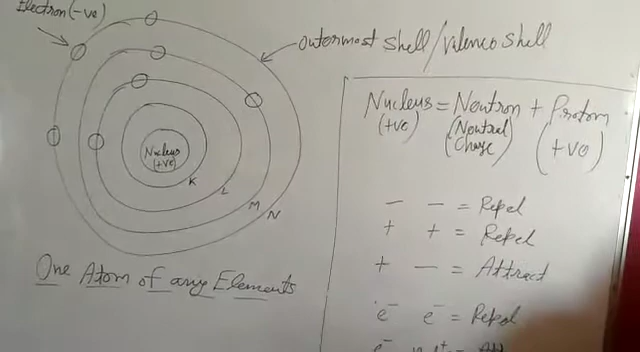 Electron (-ve)
Outermost Shell/Valence Shell
Nucleus
(+ve)
K
L
M
N
One Atom of any Elements
Nucleus = Neutron + Proton
(+ve) (Neutral Charge) (+ve)
- - = Repel
+ + = Repel
+ - = Attract
e⁻ e⁻ = Repel
e⁻